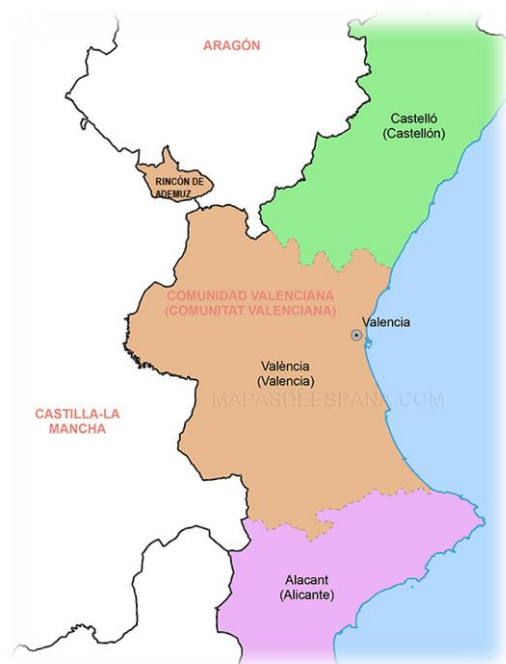 ARAGÓN
Castelló
(Castellón)
RINCÓN DE
ADEMUZ
COMUNIDAD VALENCIANA
(COMUNITAT VALENCIANA)
Valencia
València
(Valencia)
MAPASDEESPANA.COM
CASTILLA-LA
MANCHA
Alacant
(Alicante)